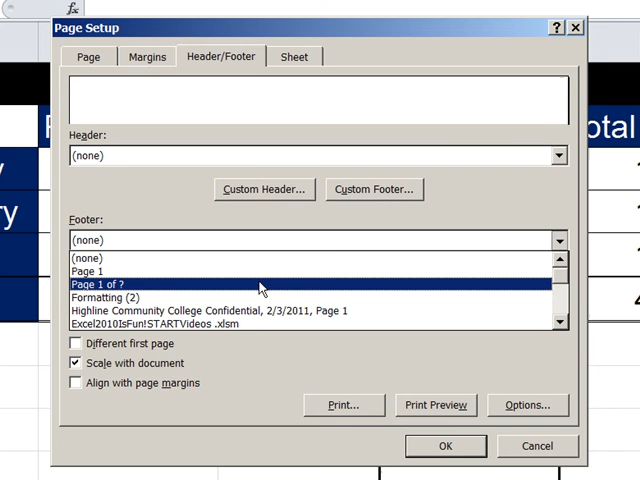 fx
Page Setup
Page Margins Header/Footer Sheet
Header:
(none)
Custom Header... Custom Footer...
Footer:
(none)
(none)
Page 1
Page 1 of ?
Formatting (2)
Highline Community College Confidential, 2/3/2011, Page 1
Excel2010IsFun!STARTVideos .xlsm
Different first page
Scale with document
Align with page margins
Print... Print Preview Options...
OK Cancel
otal
ry